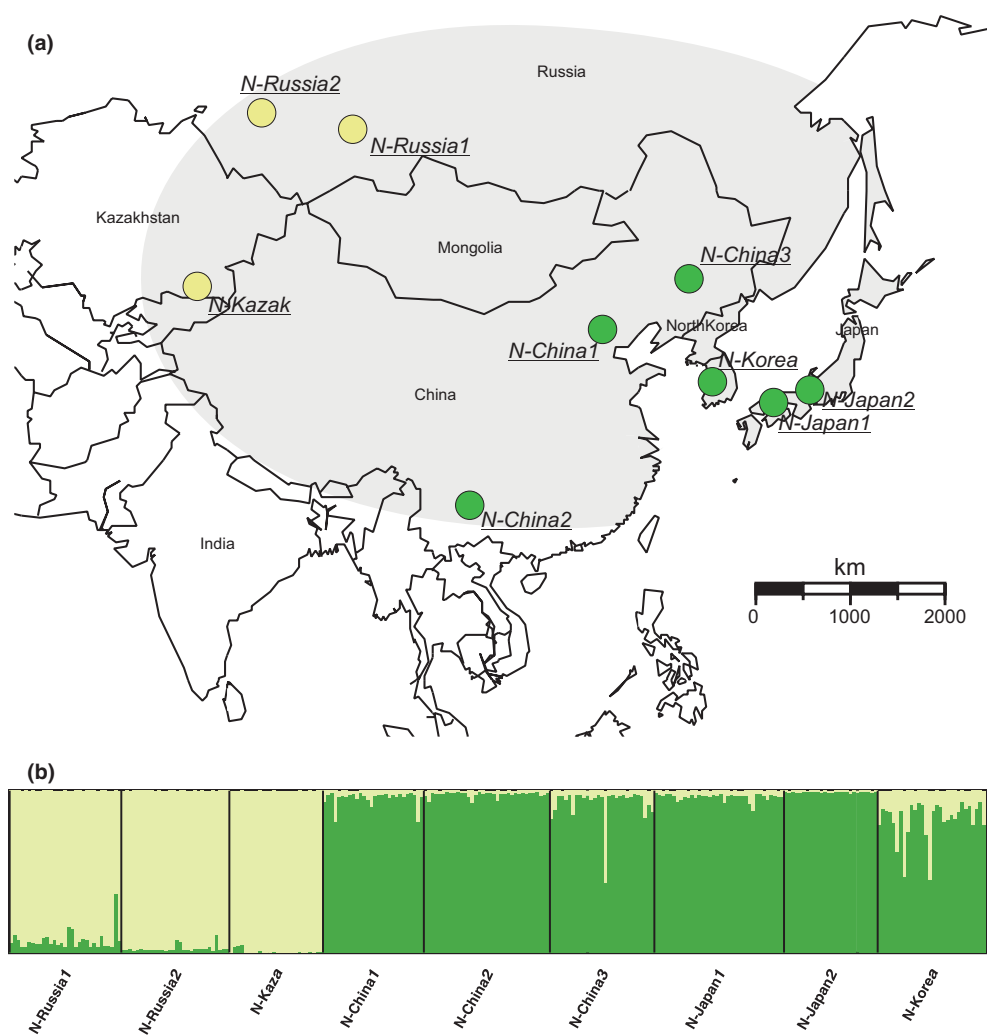 (a)
Russia
N-Russia2
N-Russia1
Kazakhstan
Mongolia
N-China3
N-Kazak
NorthKorea
Japan
N-China1
N-Korea
China
N-Japan2
N-Japan1
N-China2
India
km
0 1000 2000
(b)
N-Russia1
N-Russia2
N-Kaza
N-China1
N-China2
N-China3
N-Japan1
N-Japan2
N-Korea